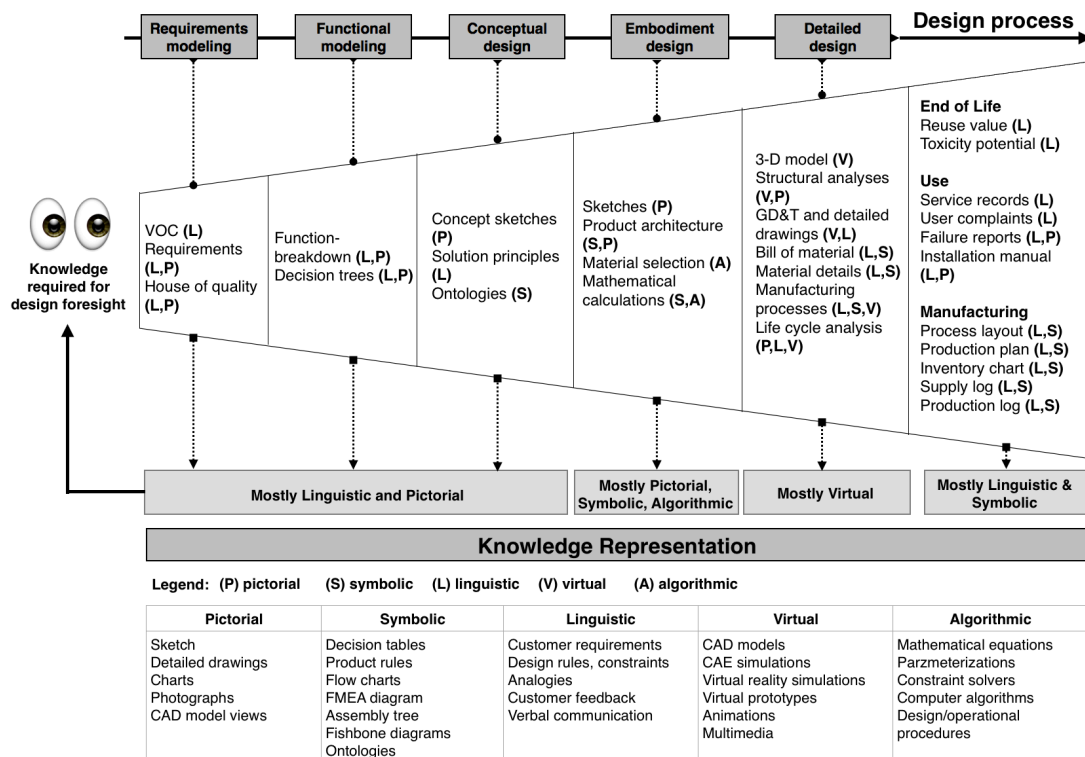 Design process
Requirements
modeling
Functional
modeling
Conceptual
design
Embodiment
design
Detailed
design
Knowledge
required for
design foresight
VOC (L)
Requirements
(L,P)
House of quality
(L,P)
Function-
breakdown (L,P)
Decision trees (L,P)
Concept sketches
(P)
Solution principles
(L)
Ontologies (S)
Sketches (P)
Product architecture
(S,P)
Material selection (A)
Mathematical
calculations (S,A)
3-D model (V)
Structural analyses
(V,P)
GD&T and detailed
drawings (V,L)
Bill of material (L,S)
Material details (L,S)
Manufacturing
processes (L,S,V)
Life cycle analysis
(P,L,V)
End of Life
Reuse value (L)
Toxicity potential (L)
Use
Service records (L)
User complaints (L)
Failure reports (L,P)
Installation manual
(L,P)
Manufacturing
Process layout (L,S)
Production plan (L,S)
Inventory chart (L,S)
Supply log (L,S)
Production log (L,S)
Mostly Linguistic and Pictorial
Mostly Pictorial,
Symbolic, Algorithmic
Mostly Virtual
Mostly Linguistic &
Symbolic
Knowledge Representation
Legend: (P) pictorial (S) symbolic (L) linguistic (V) virtual (A) algorithmic
Pictorial
Sketch
Detailed drawings
Charts
Photographs
CAD model views
Symbolic
Decision tables
Product rules
Flow charts
FMEA diagram
Assembly tree
Fishbone diagrams
Ontologies
Linguistic
Customer requirements
Design rules, constraints
Analogies
Customer feedback
Verbal communication
Virtual
CAD models
CAE simulations
Virtual reality simulations
Virtual prototypes
Animations
Multimedia
Algorithmic
Mathematical equations
Parzmeterizations
Constraint solvers
Computer algorithms
Design/operational
procedures